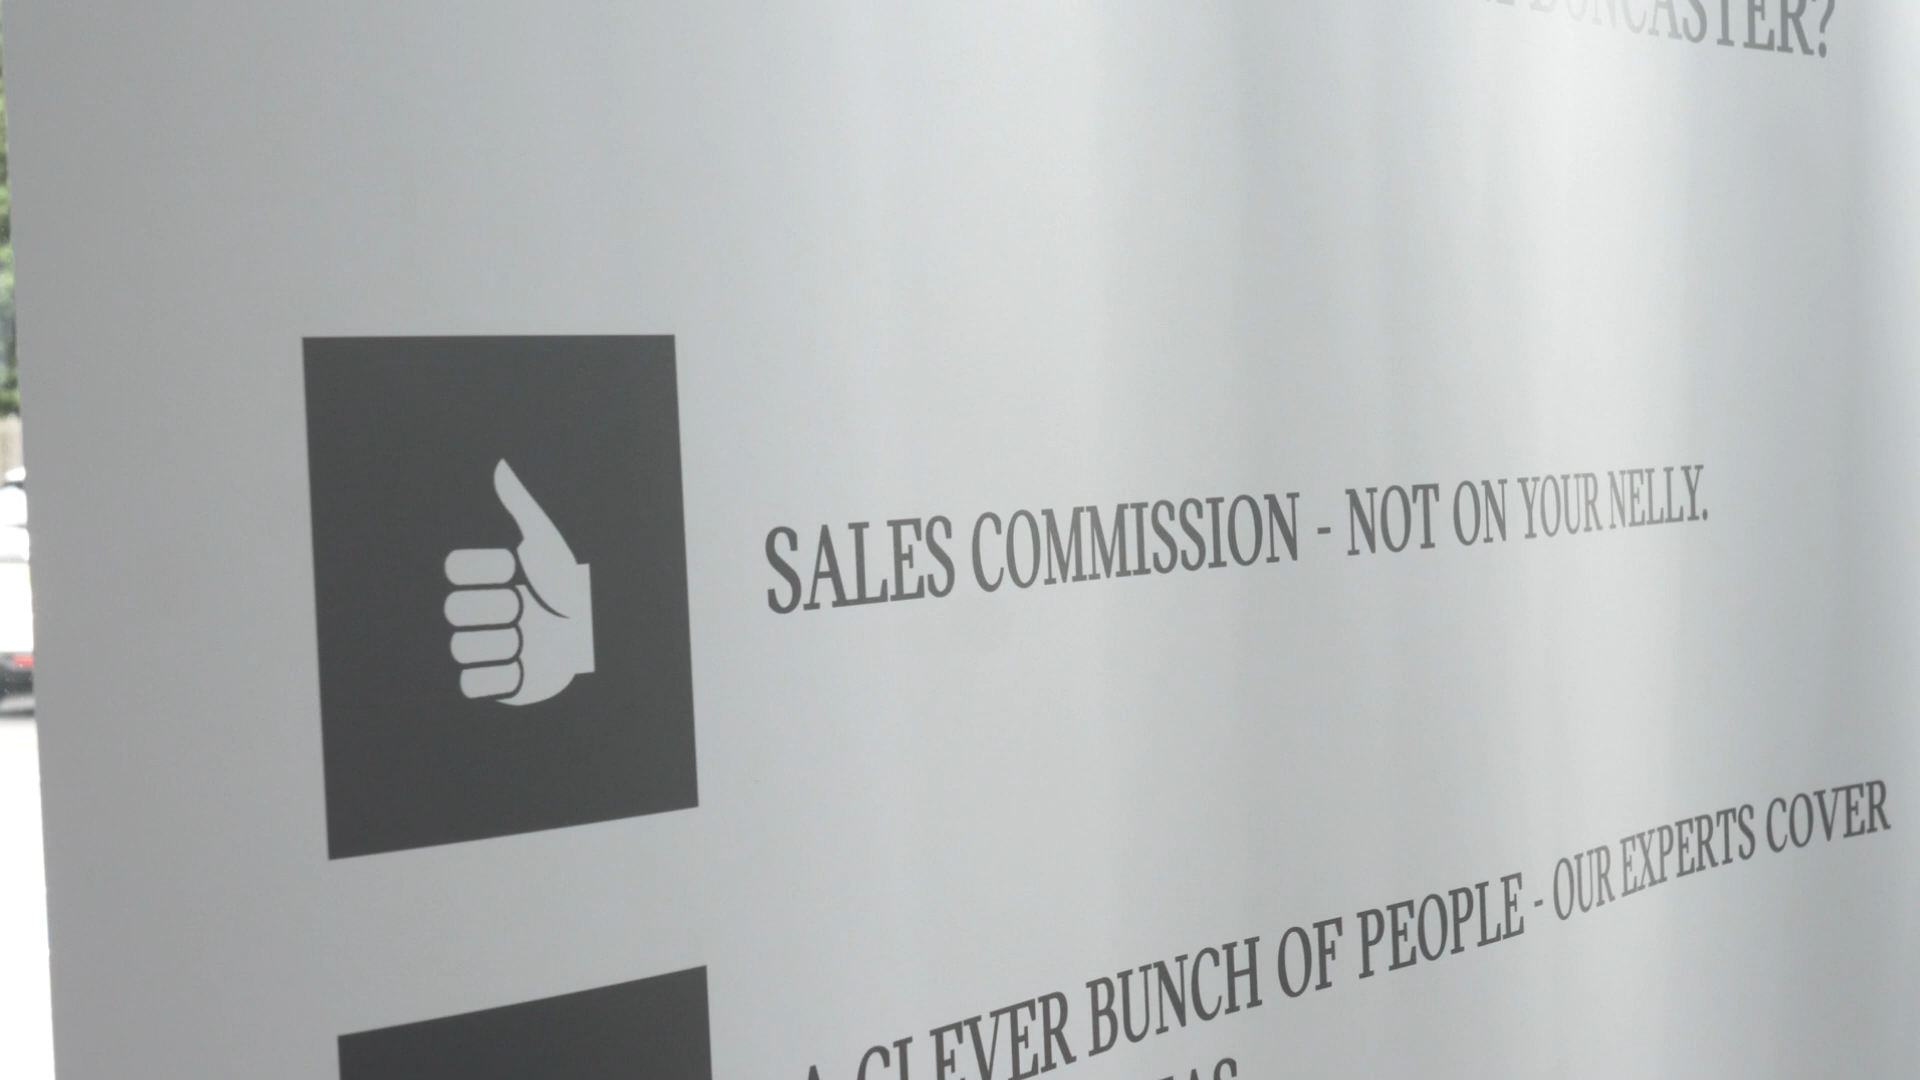 DONCASTER?
SALES COMMISSION - NOT ON YOUR NELLY.
A CLEVER BUNCH OF PEOPLE - OUR EXPERTS COVER